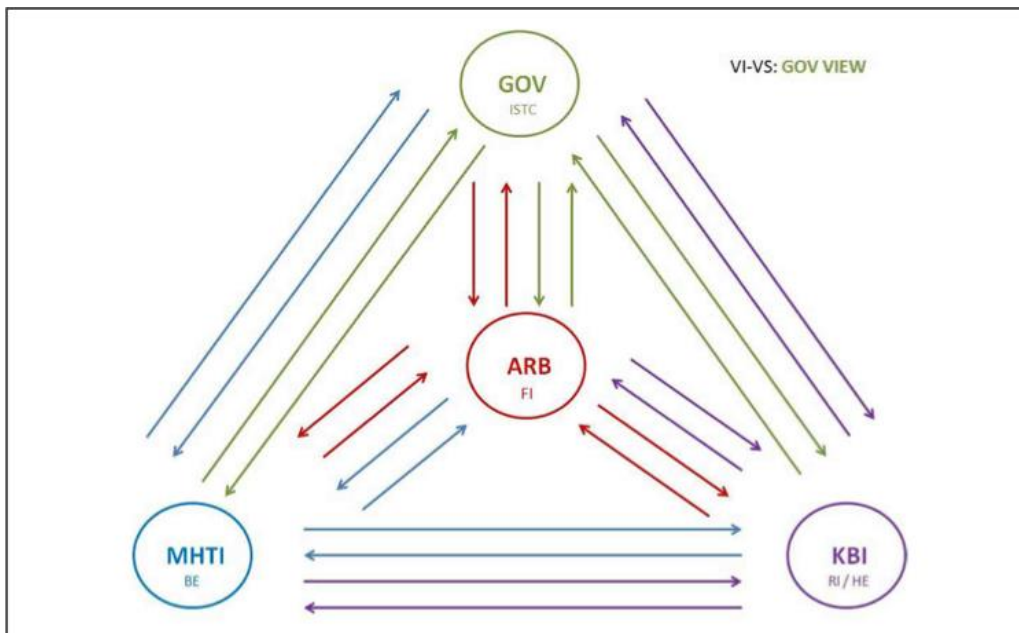 GOV
ISTC
VI-VS: GOV VIEW
ARB
FI
MHTI
BE
KBI
RI / HE